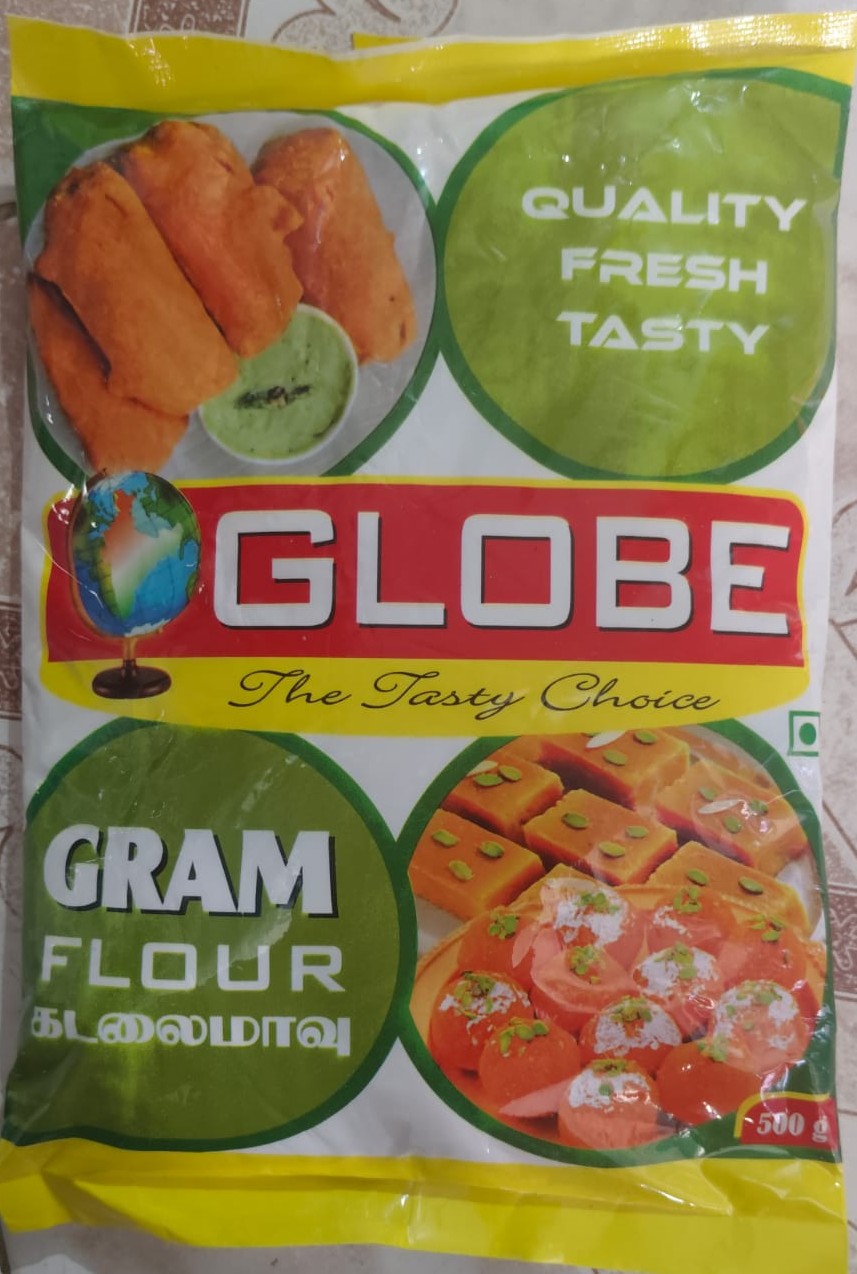 QUALITY
FRESH
TASTY
GLOBE
The Tasty Choice
GRAM
FLOUR
கடலைமாவு
500 g